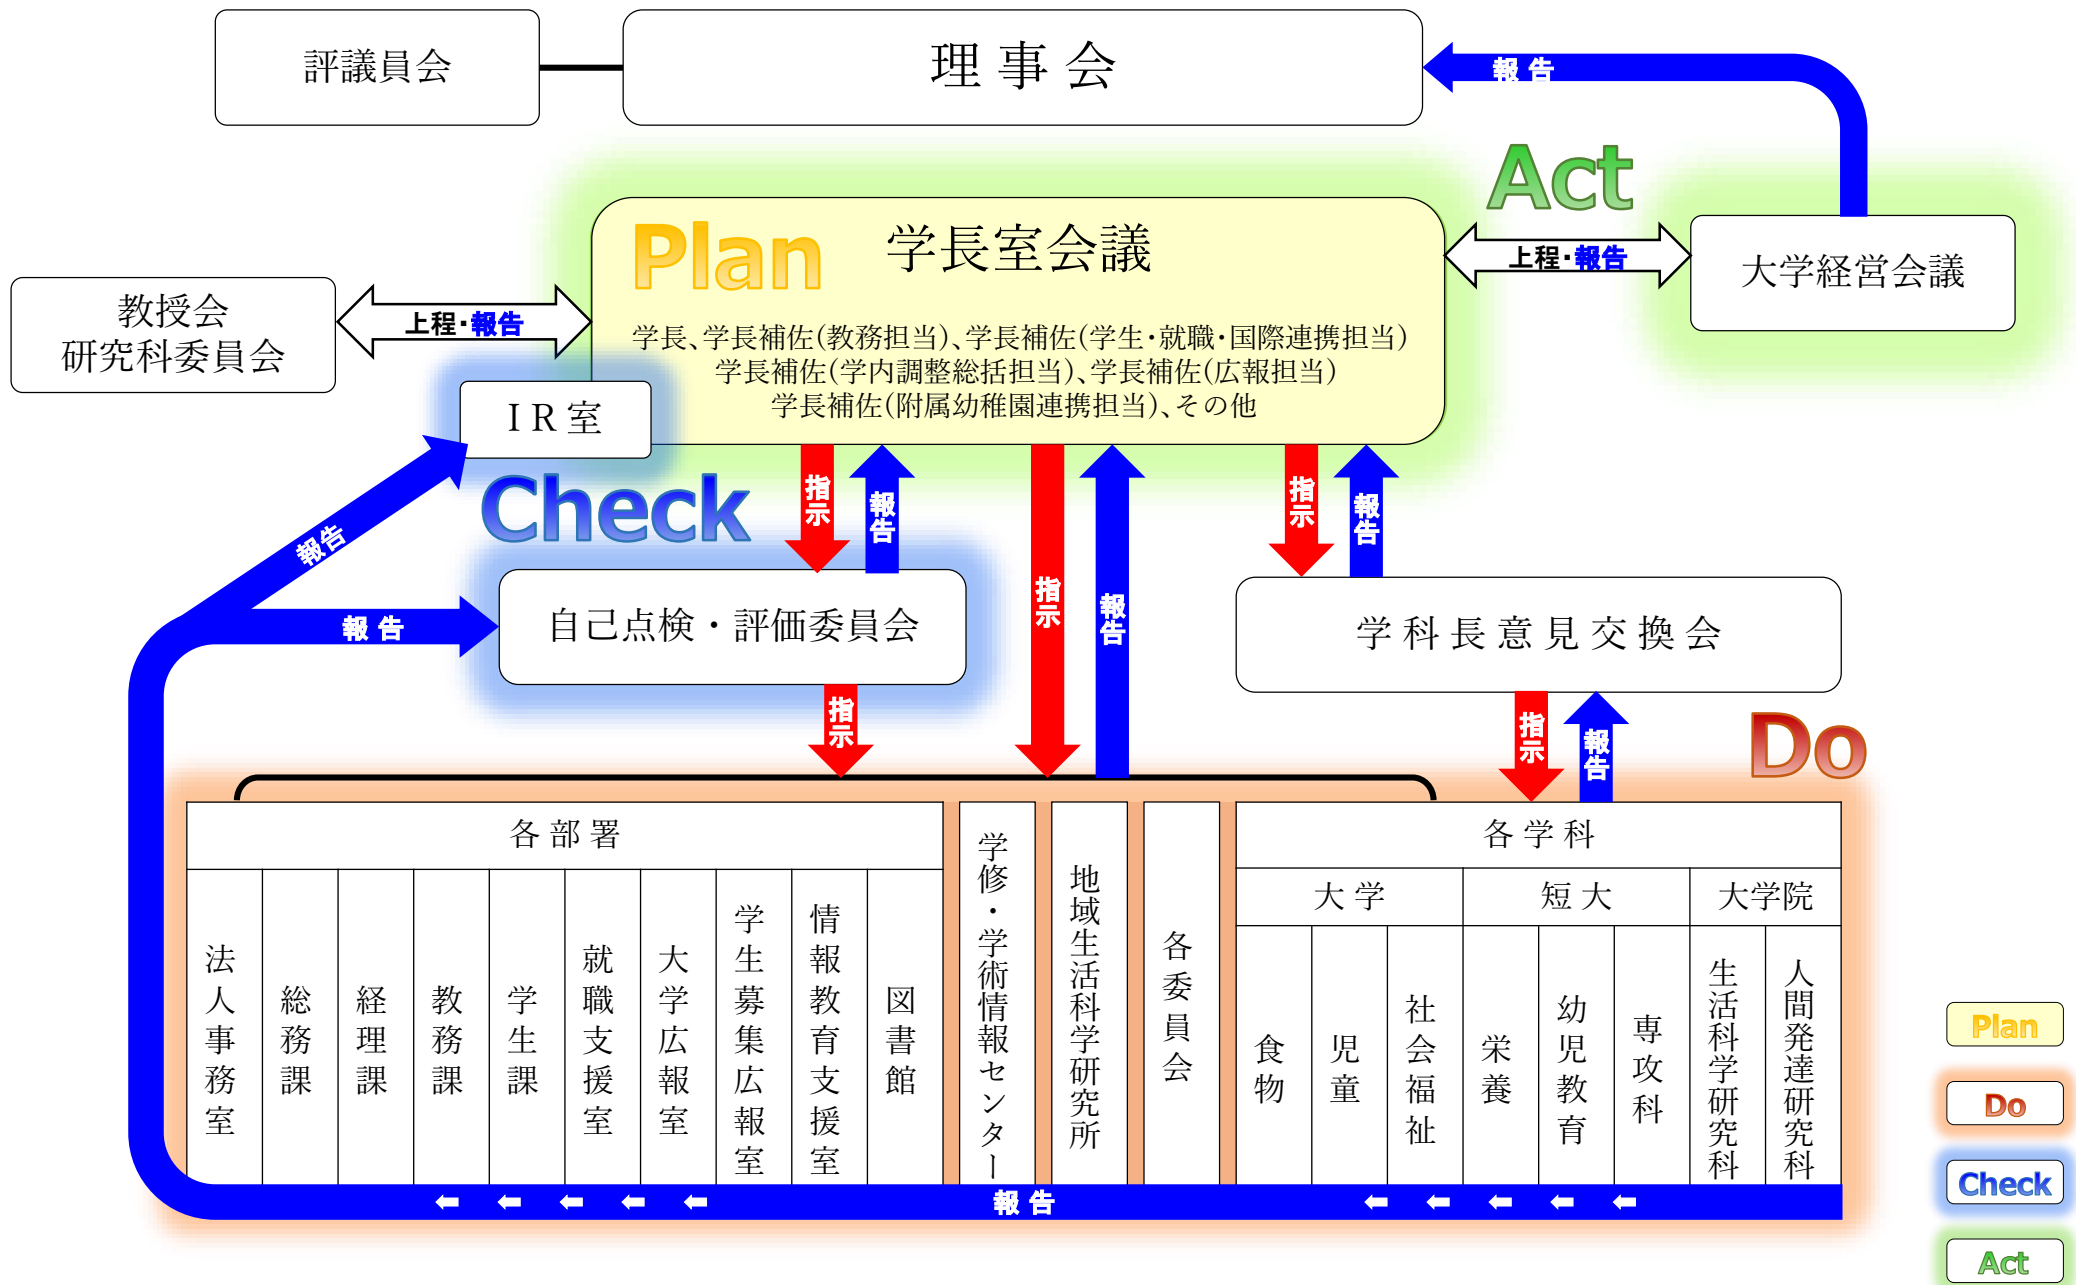 評議員会
理事会
報告
Act
Plan
学長室会議
上程・報告
大学経営会議
教授会
研究科委員会
上程・報告
学長、学長補佐(教務担当)、学長補佐(学生・就職・国際連携担当)
学長補佐(学内調整総括担当)、学長補佐(広報担当)
学長補佐(附属幼稚園連携担当)、その他
IR室
Check
指示
報告
指示
報告
指示
報告
報告
報告
自己点検・評価委員会
学科長意見交換会
指示
指示
報告
Do
各部署
法人事務室
総務課
経理課
教務課
学生課
就職支援室
大学広報室
学生募集広報室
情報教育支援室
図書館
学修・学術情報センター
地域生活科学研究所
各委員会
各学科
大学
短大
大学院
食物
児童
社会福祉
栄養
幼児教育
専攻科
生活科学研究科
人間発達研究科
報告
Plan
Do
Check
Act